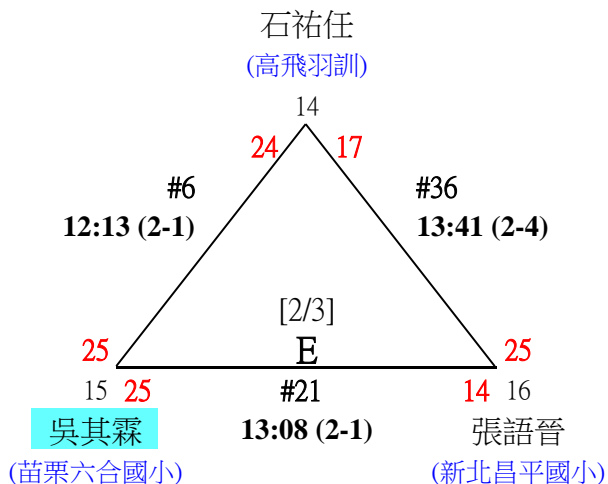 石祐任
(高飛羽訓)
14
24 17
#6 #36
12:13 (2-1) 13:41 (2-4)
[2/3]
25 E 25
15 25 #21 14 16
吳其霖 13:08 (2-1) 張語晉
(苗栗六合國小) (新北昌平國小)